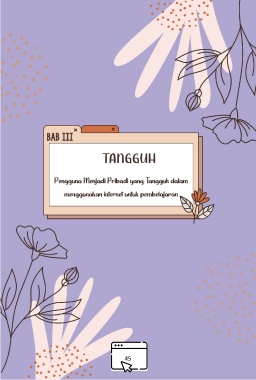 BAB III
TANGGUH
Pengguna Menjadi Pribadi yang Tangguh dalam
menggunakan internet untuk pembelajaran
45